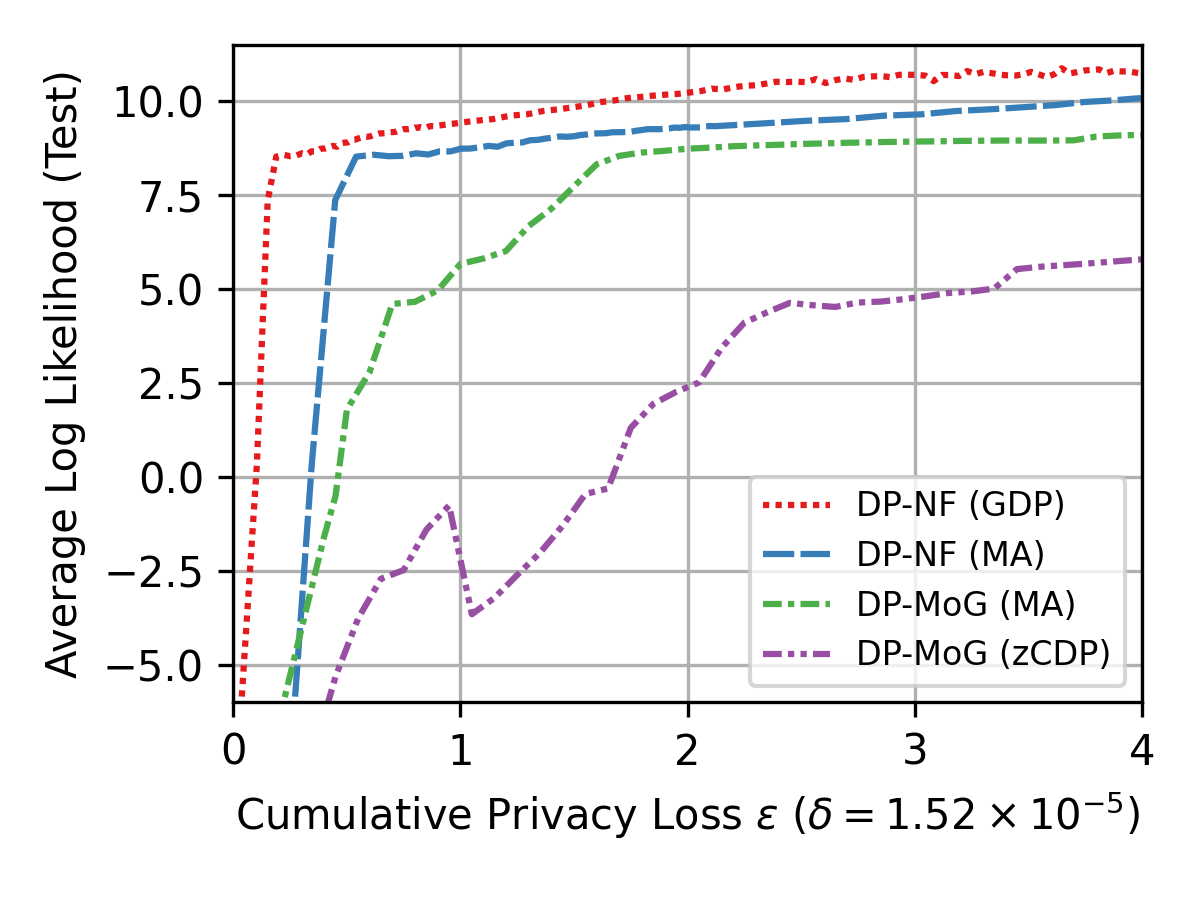 Average Log Likelihood (Test)
10.0
7.5
5.0
2.5
0.0
−2.5
−5.0
DP-NF (GDP)
DP-NF (MA)
DP-MoG (MA)
DP-MoG (zCDP)
0 1 2 3 4
Cumulative Privacy Loss ε (δ = 1.52 × 10⁻⁵)